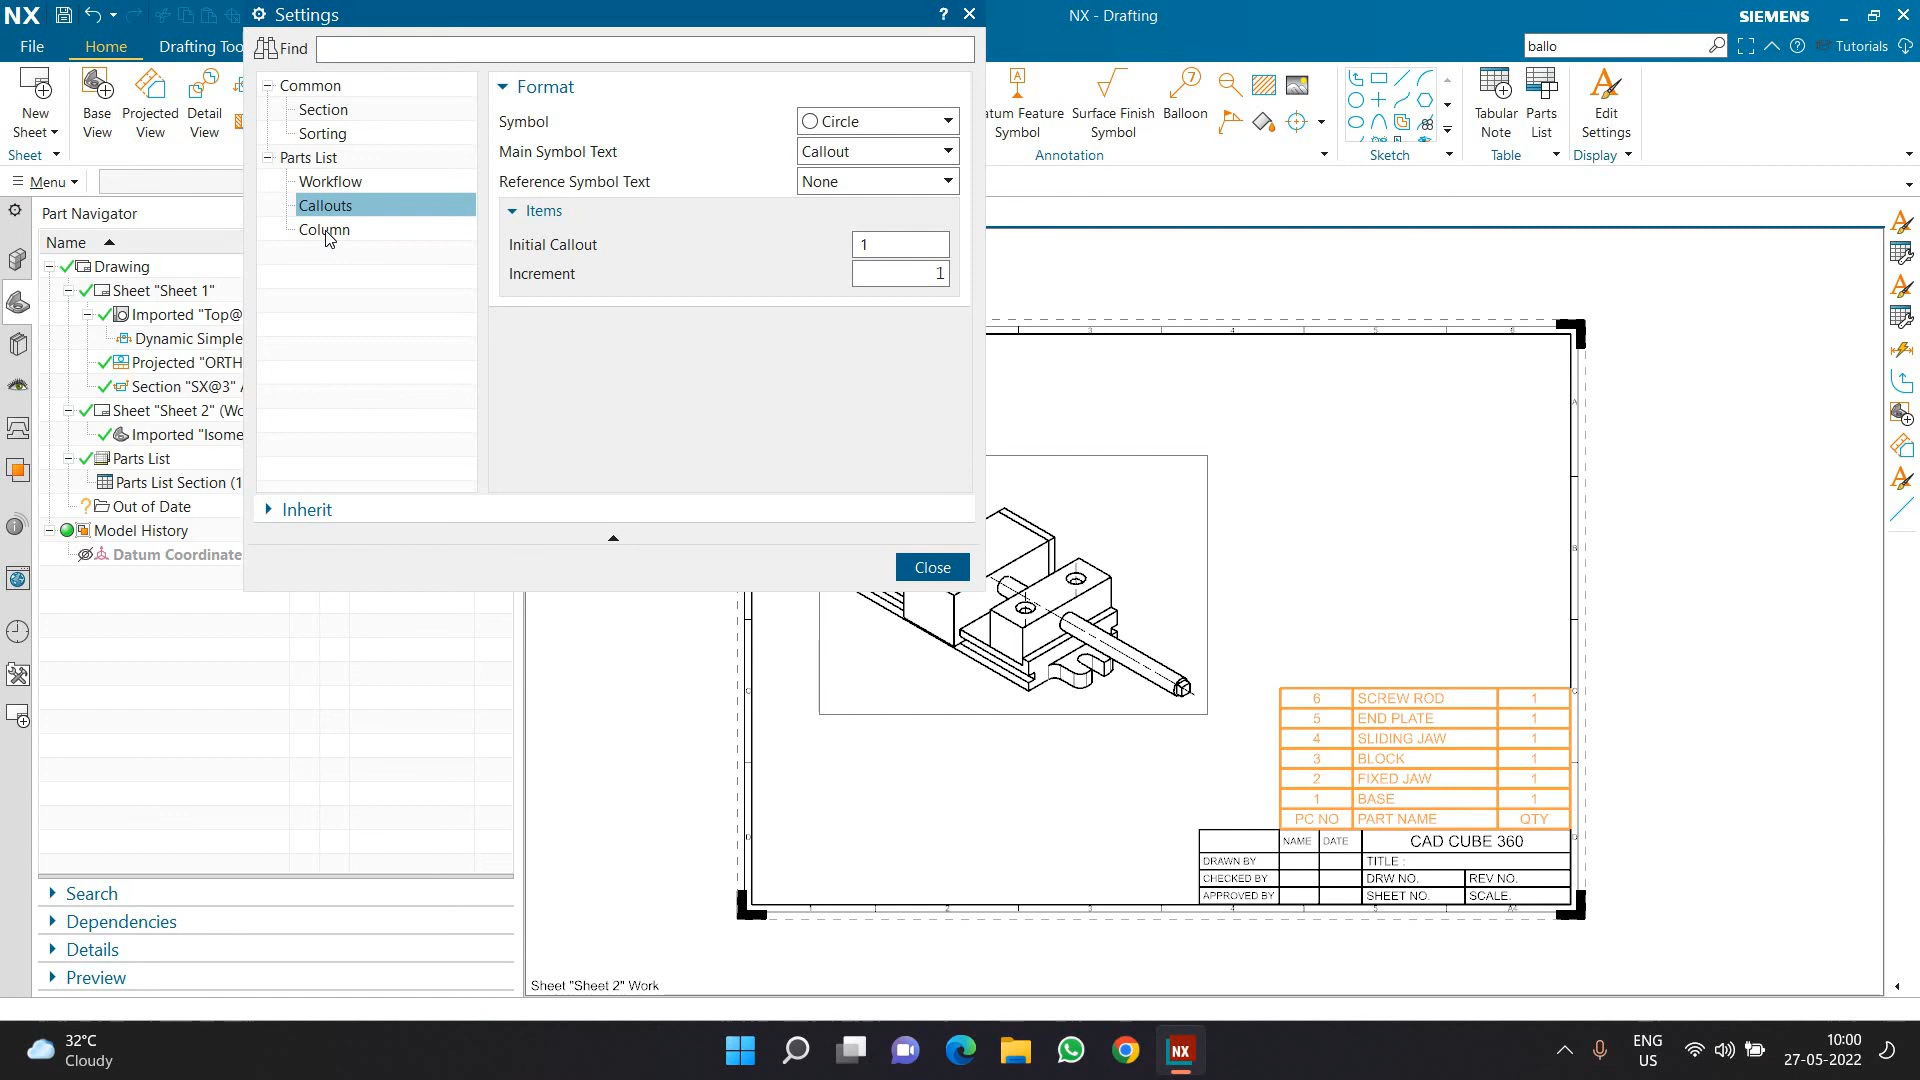 NX
Settings
?
NX - Drafting
SIEMENS
File
Home
Drafting Too
Find
ballo
Tutorials
New
Sheet
Base
View
Projected
View
Detail
View
atum Feature
Symbol
Surface Finish
Symbol
Balloon
Tabular
Note
Parts
List
Edit
Settings
Sheet
Annotation
Sketch
Table
Display
Menu
Common
Section
Sorting
Parts List
Workflow
Callouts
Column
Format
Symbol
Circle
Main Symbol Text
Callout
Reference Symbol Text
None
Items
Initial Callout
1
Increment
1
Inherit
Close
Part Navigator
Name
Drawing
Sheet "Sheet 1"
Imported "Top@
Dynamic Simple
Projected "ORTH
Section "SX@3" A
Sheet "Sheet 2" (Wo
Imported "Isome
Parts List
Parts List Section (1
Out of Date
Model History
Datum Coordinate
Search
Dependencies
Details
Preview
6 SCREW ROD 1
5 END PLATE 1
4 SLIDING JAW 1
3 BLOCK 1
2 FIXED JAW 1
1 BASE 1
PC NO PART NAME QTY
NAME DATE CAD CUBE 360
DRAWN BY TITLE :
CHECKED BY DRW NO. REV NO.
APPROVED BY SHEET NO. SCALE.
Sheet "Sheet 2" Work
32°C
Cloudy
NX
ENG
US
10:00
27-05-2022